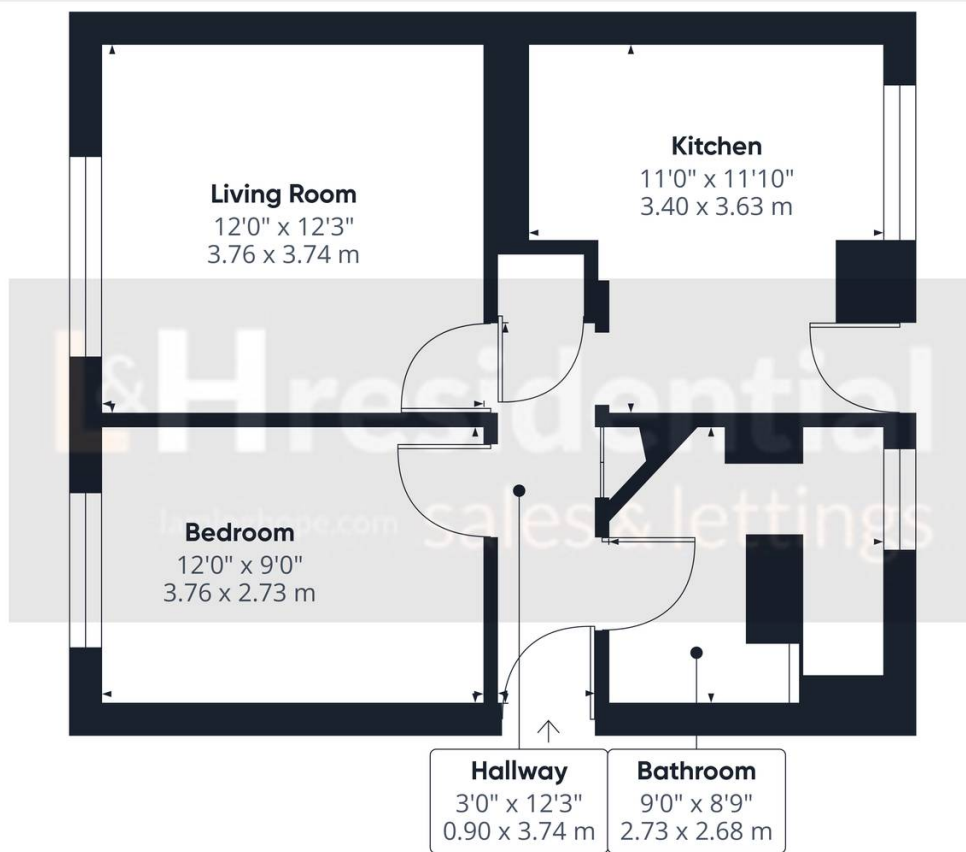 Living Room
12'0" x 12'3"
3.76 x 3.74 m
Kitchen
11'0" x 11'10"
3.40 x 3.63 m
L&H residential
sales & lettings
Bedroom
12'0" x 9'0"
3.76 x 2.73 m
Hallway
3'0" x 12'3"
0.90 x 3.74 m
Bathroom
9'0" x 8'9"
2.73 x 2.68 m